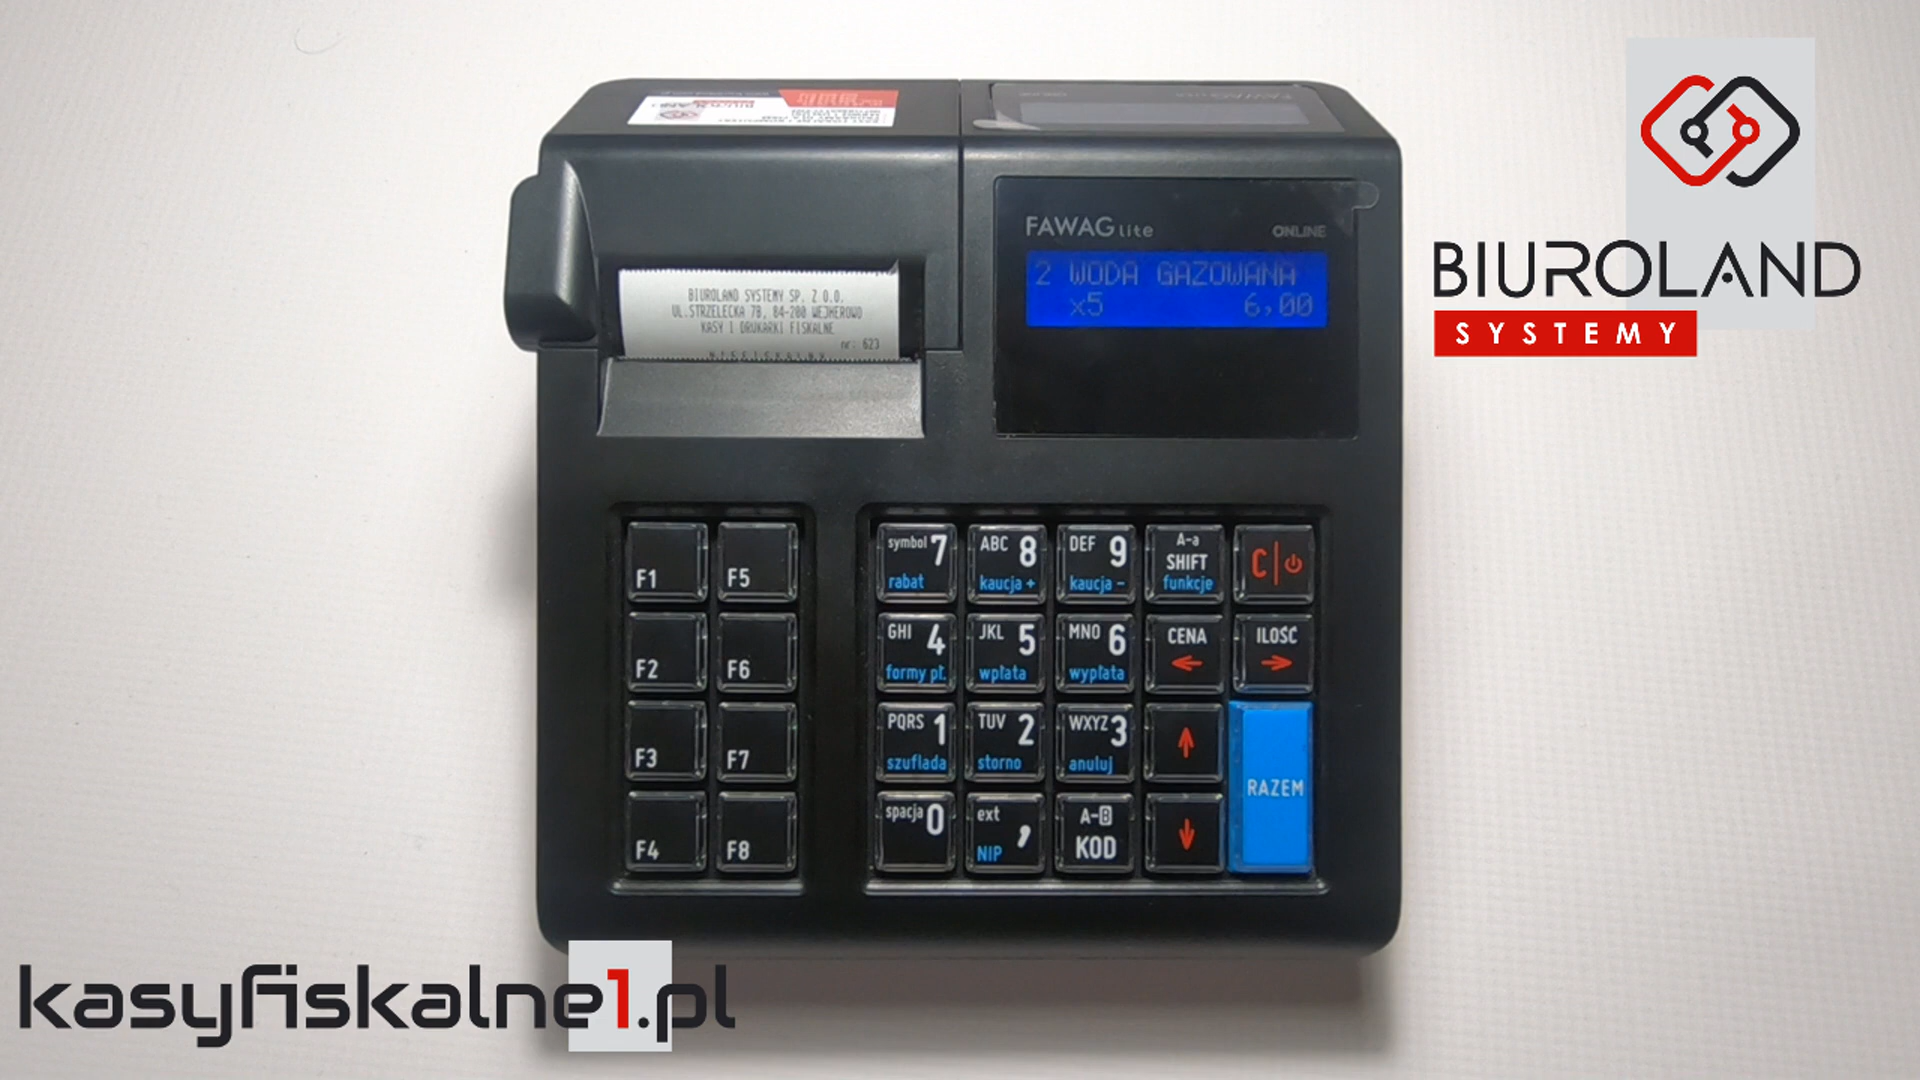 BIUROLAND
SYSTEMY
FAWAG lite
ONLINE
2 WODA GAZOWANA
x5 6,00
BIUROLAND SYSTEMY SP. Z O.O.
UL.STRZELECKA 7B, 84-200 WEJHEROWO
KASY I DRUKARKI FISKALNE
nr: 623
F1
F5
symbol 7
rabat
ABC 8
kaucja +
DEF 9
kaucja -
A-a
SHIFT
funkcje
C|
F2
F6
GHI 4
formy pł.
JKL 5
wpłata
MNO 6
wypłata
CENA
←
ILOŚĆ
→
F3
F7
PQRS 1
szuflada
TUV 2
storno
WXYZ 3
anuluj
↑
RAZEM
F4
F8
spacja 0
ext ,
NIP
A-B
KOD
↓
kasyfiskalne1.pl